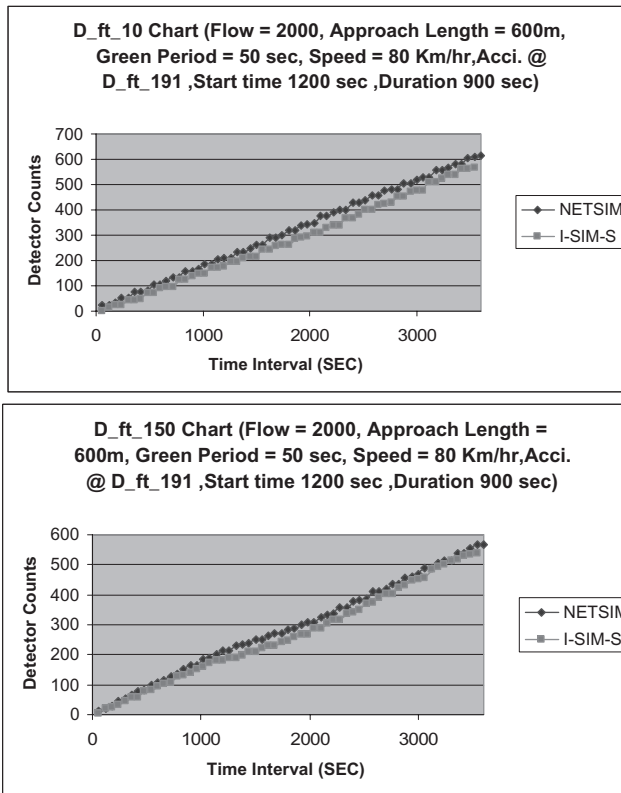 D_ft_10 Chart (Flow = 2000, Approach Length = 600m,
Green Period = 50 sec, Speed = 80 Km/hr,Acci. @
D_ft_191 ,Start time 1200 sec ,Duration 900 sec)
700
600
500
400
300
200
100
0
Detector Counts
0 1000 2000 3000
Time Interval (SEC)
NETSIM
I-SIM-S
D_ft_150 Chart (Flow = 2000, Approach Length =
600m, Green Period = 50 sec, Speed = 80 Km/hr,Acci.
@ D_ft_191 ,Start time 1200 sec ,Duration 900 sec)
600
500
400
300
200
100
0
Detector Counts
0 1000 2000 3000
Time Interval (SEC)
NETSIM
I-SIM-S